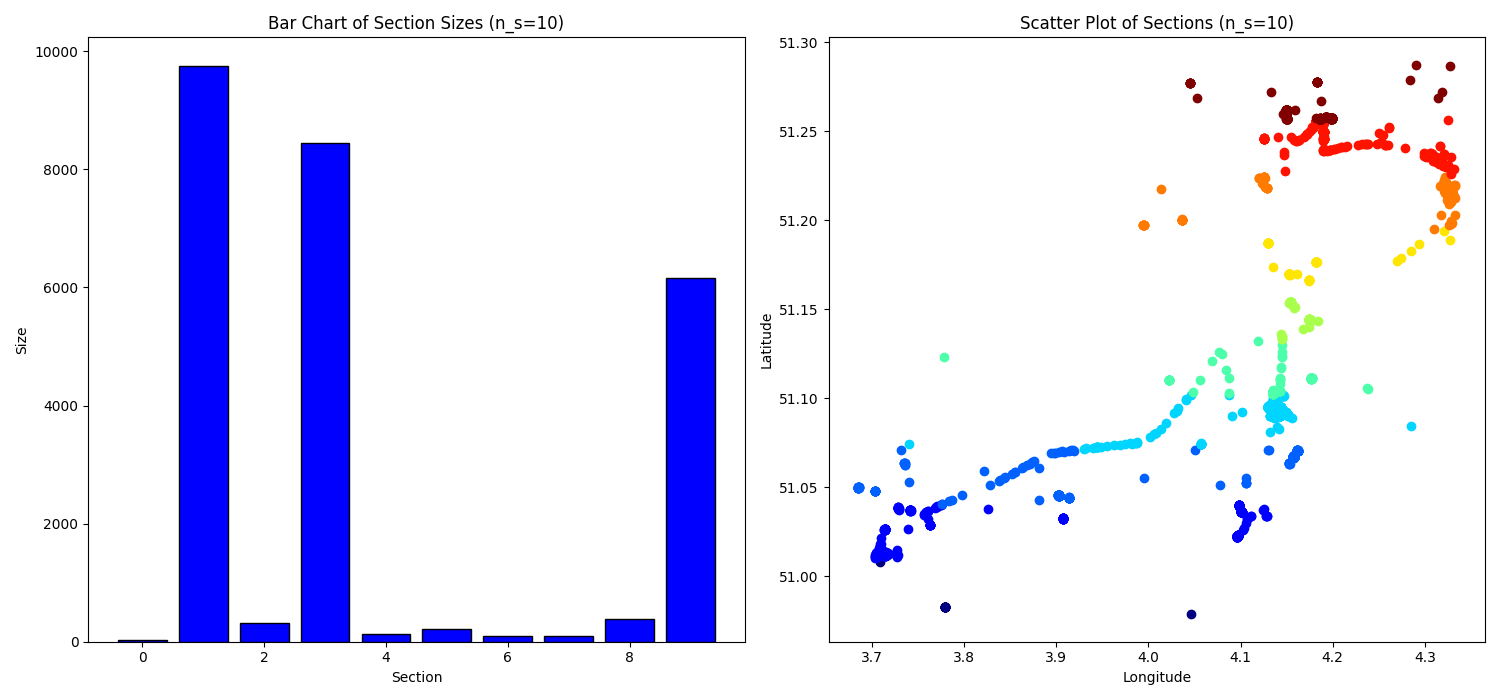 Bar Chart of Section Sizes (n_s=10)
10000
8000
6000
4000
2000
0
Size
0 2 4 6 8
Section
Scatter Plot of Sections (n_s=10)
51.30
51.25
51.20
51.15
51.10
51.05
51.00
Latitude
3.7 3.8 3.9 4.0 4.1 4.2 4.3
Longitude